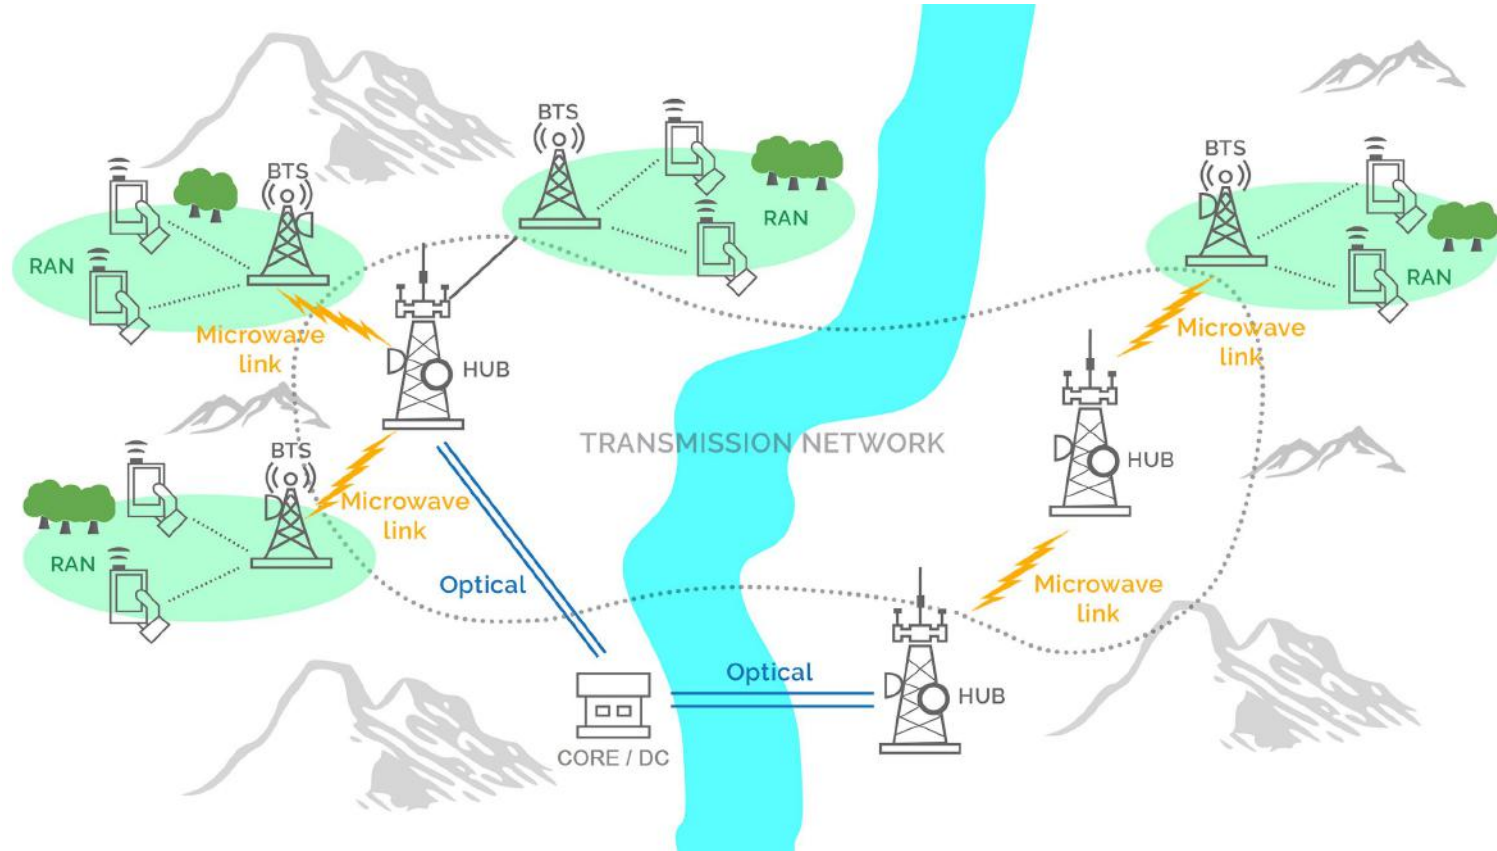 BTS
BTS
BTS
RAN
RAN
RAN
Microwave
link
HUB
Microwave
link
TRANSMISSION NETWORK
HUB
BTS
Microwave
link
RAN
Optical
Microwave
link
Optical
HUB
CORE / DC